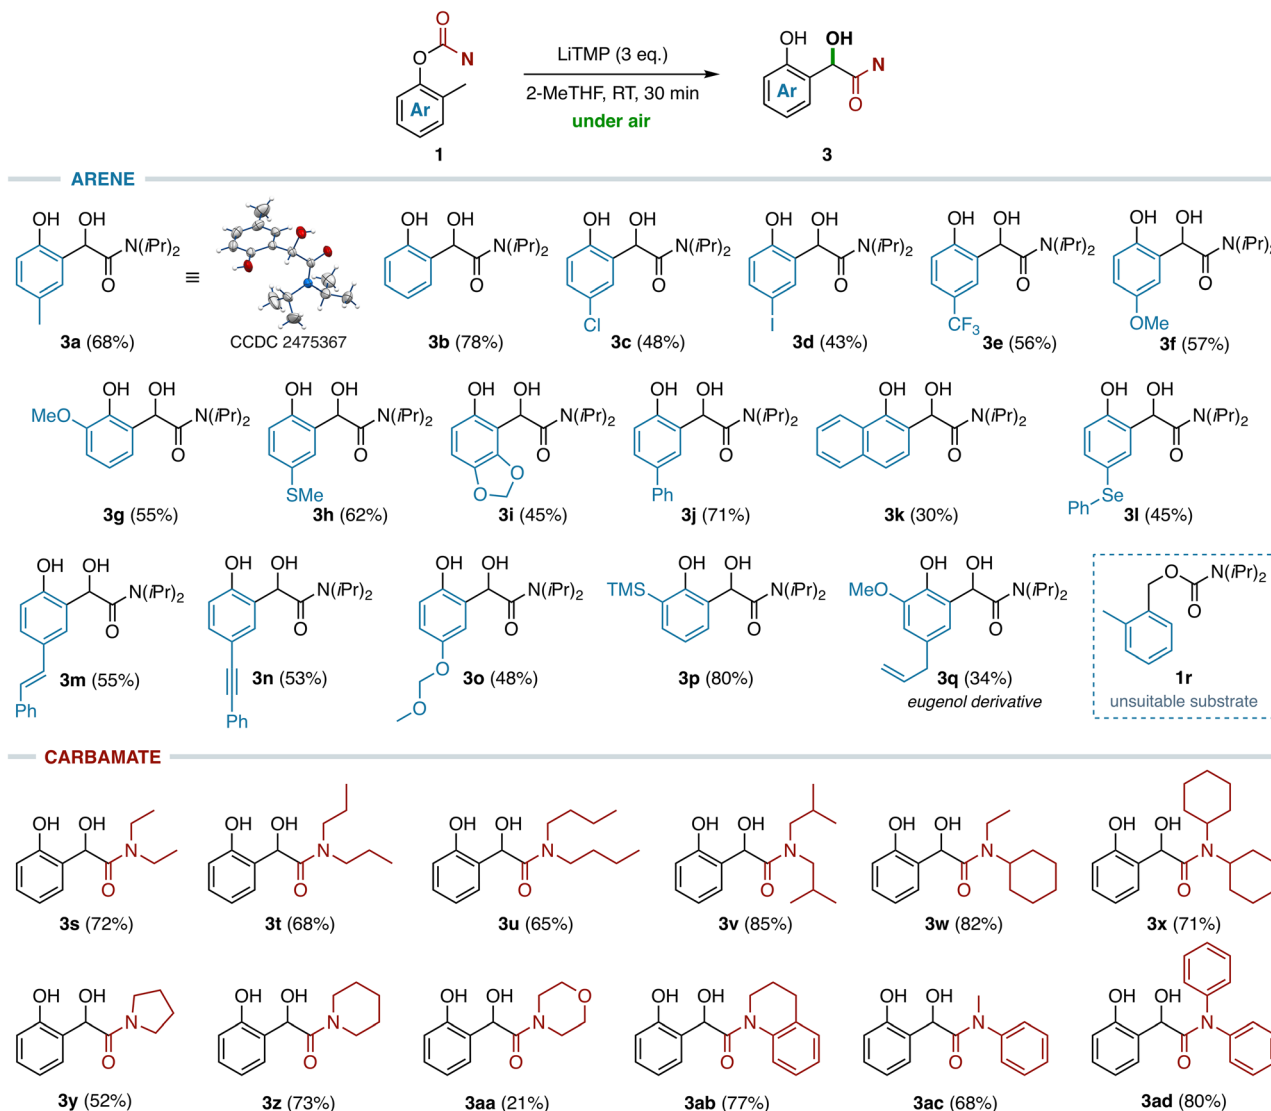 O
O
N
Ar
1
LiTMP (3 eq.)
2-MeTHF, RT, 30 min
under air
OH OH
N
Ar
O
3
ARENE
OH OH
N(iPr)₂
O
3a (68%)
≡
CCDC 2475367
OH OH
N(iPr)₂
O
3b (78%)
OH OH
N(iPr)₂
O
Cl
3c (48%)
OH OH
N(iPr)₂
O
I
3d (43%)
OH OH
N(iPr)₂
O
CF₃
3e (56%)
OH OH
N(iPr)₂
O
OMe
3f (57%)
OH OH
MeO
N(iPr)₂
O
3g (55%)
OH OH
N(iPr)₂
O
SMe
3h (62%)
OH OH
N(iPr)₂
O
O
O
3i (45%)
OH OH
N(iPr)₂
O
Ph
3j (71%)
OH OH
N(iPr)₂
O
3k (30%)
OH OH
N(iPr)₂
O
Se
Ph
3l (45%)
OH OH
N(iPr)₂
O
Ph
3m (55%)
OH OH
N(iPr)₂
O
Ph
3n (53%)
OH OH
N(iPr)₂
O
O
O
3o (48%)
OH OH
TMS
N(iPr)₂
O
3p (80%)
OH OH
MeO
N(iPr)₂
O
3q (34%)
eugenol derivative
O
N(iPr)₂
O
1r
unsuitable substrate
CARBAMATE
OH OH
N
O
3s (72%)
OH OH
N
O
3t (68%)
OH OH
N
O
3u (65%)
OH OH
N
O
3v (85%)
OH OH
N
O
3w (82%)
OH OH
N
O
3x (71%)
OH OH
N
O
3y (52%)
OH OH
N
O
3z (73%)
OH OH
N
O
O
3aa (21%)
OH OH
N
O
3ab (77%)
OH OH
N
O
3ac (68%)
OH OH
N
O
3ad (80%)